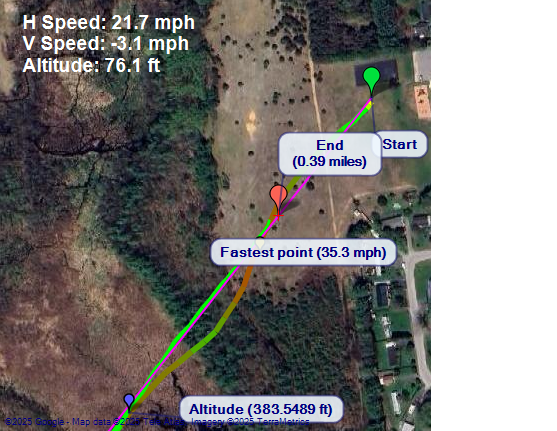 H Speed: 21.7 mph
V Speed: -3.1 mph
Altitude: 76.1 ft
End
(0.39 miles)
Start
Fastest point (35.3 mph)
Altitude (383.5489 ft)
©2025 Google - Map data ©2025 Imagery ©2025 TerraMetrics